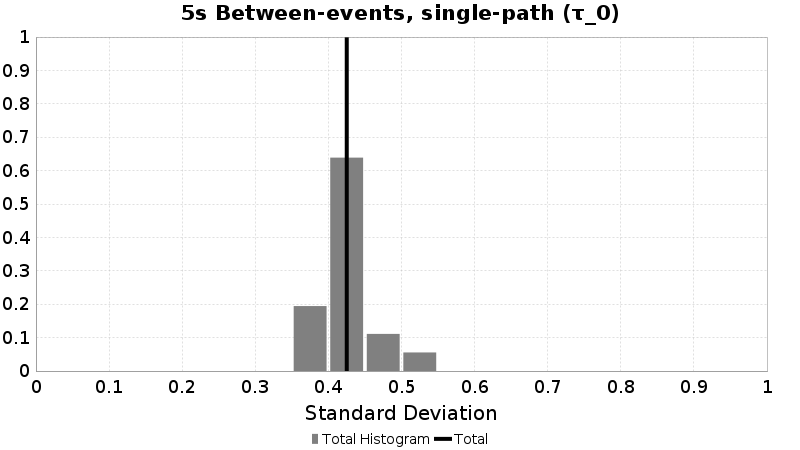 5s Between-events, single-path (τ_0)
1
0.9
0.8
0.7
0.6
0.5
0.4
0.3
0.2
0.1
0
0 0.1 0.2 0.3 0.4 0.5 0.6 0.7 0.8 0.9 1
Standard Deviation
Total Histogram Total